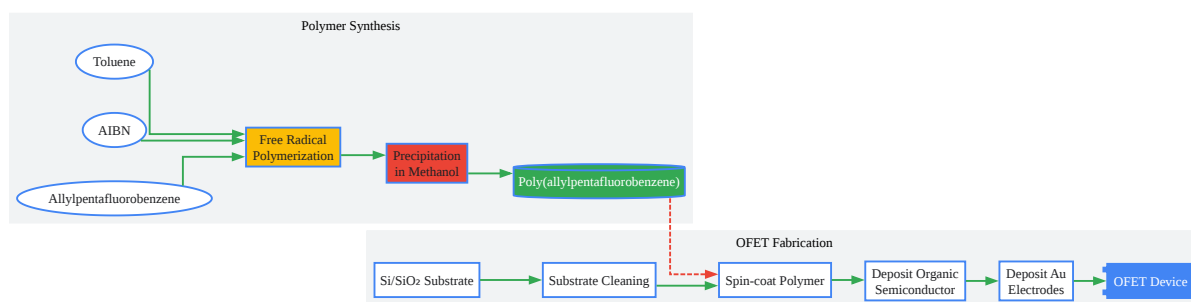 Polymer Synthesis
Toluene
AIBN
Allylpentafluorobenzene
Free Radical
Polymerization
Precipitation
in Methanol
Poly(allylpentafluorobenzene)
OFET Fabrication
Si/SiO₂ Substrate
Substrate Cleaning
Spin-coat Polymer
Deposit Organic
Semiconductor
Deposit Au
Electrodes
OFET Device